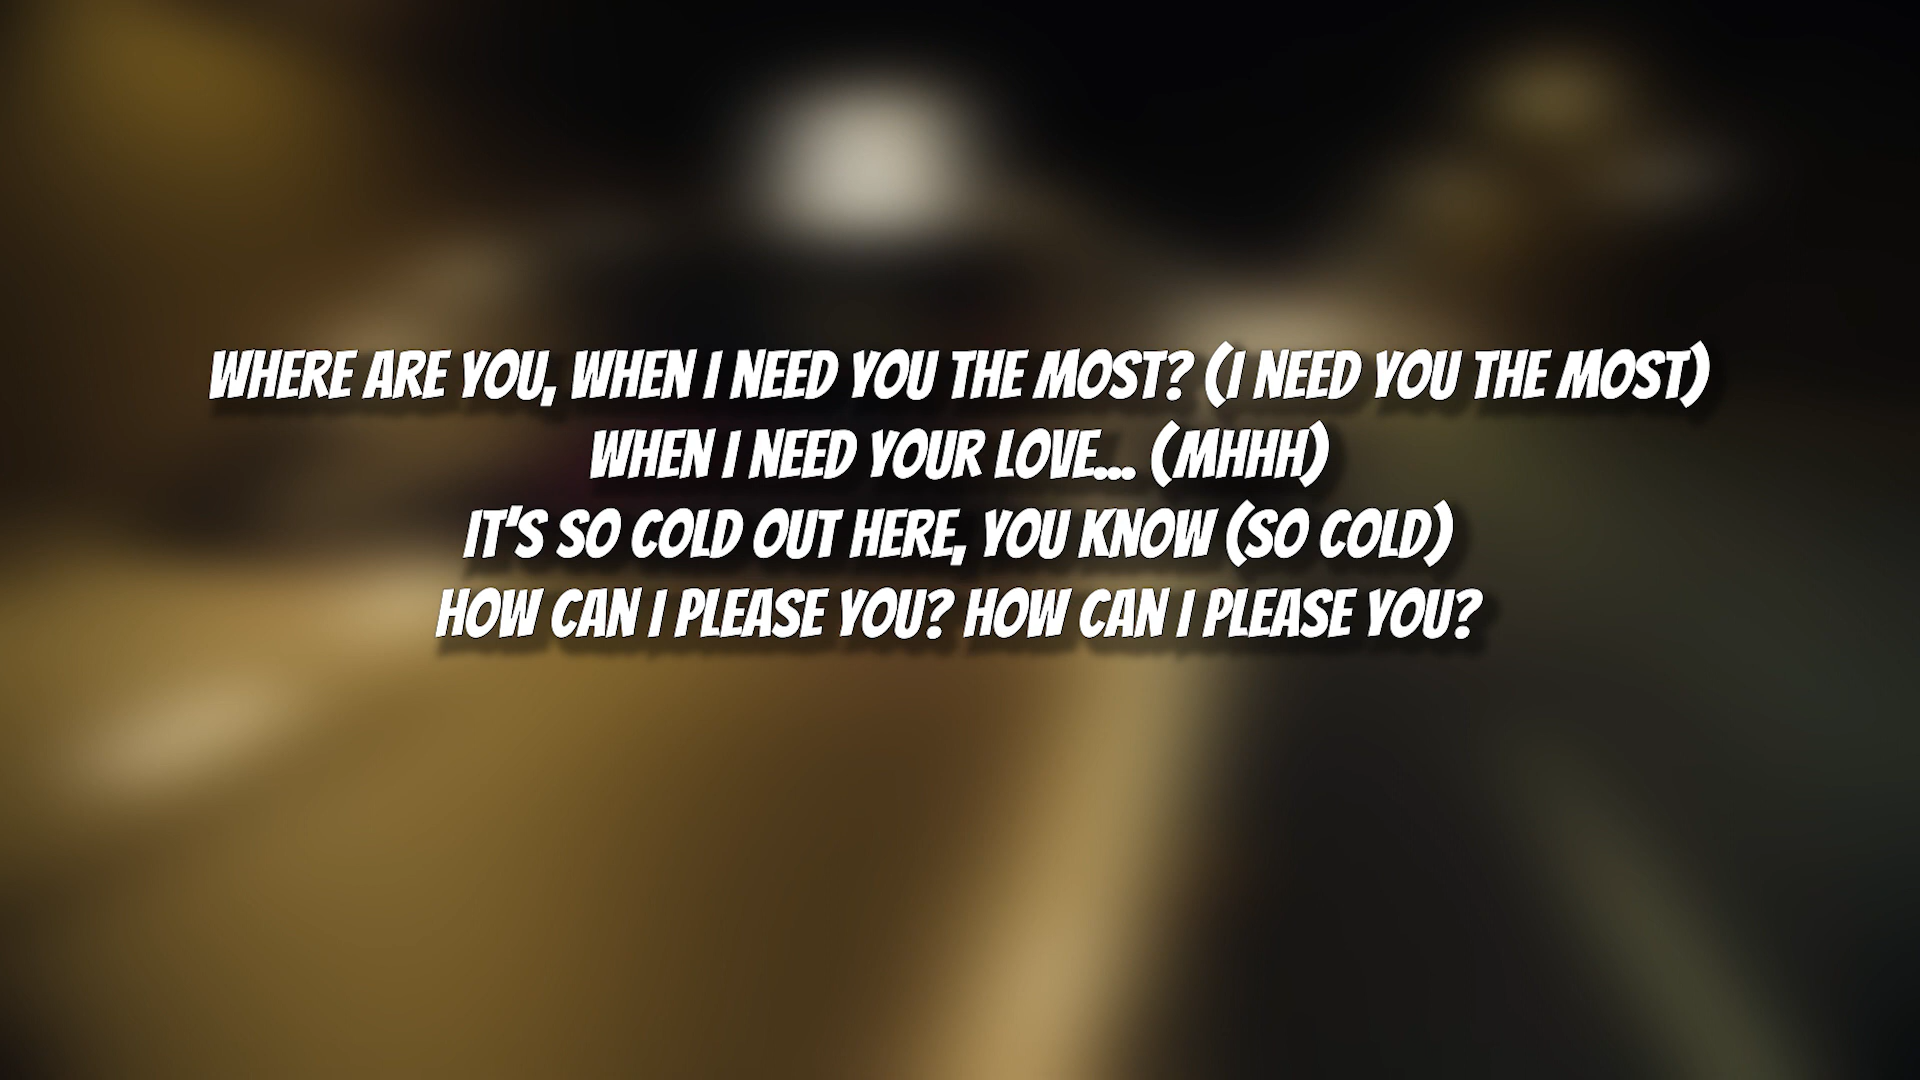 WHERE ARE YOU, WHEN I NEED YOU THE MOST? (I NEED YOU THE MOST)
WHEN I NEED YOUR LOVE... (MHHH)
IT'S SO COLD OUT HERE, YOU KNOW (SO COLD)
HOW CAN I PLEASE YOU? HOW CAN I PLEASE YOU?